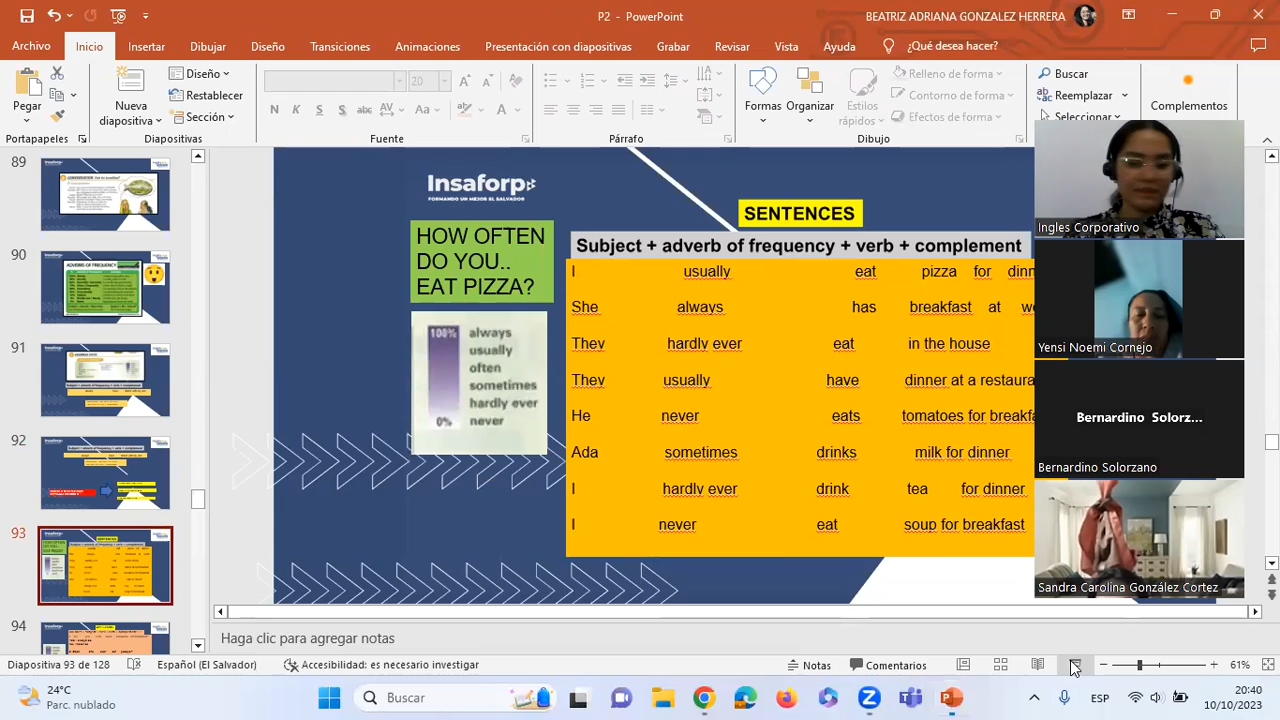 P2 - PowerPoint
BEATRIZ ADRIANA GONZALEZ HERRERA
Archivo Inicio Insertar Dibujar Diseño Transiciones Animaciones Presentación con diapositivas Grabar Revisar Vista Ayuda ¿Qué desea hacer?
Pegar
Nueva diapositiva
Diseño
Restablecer
Sección
20
Formas
Organizar
Estilos rápidos
Relleno de forma
Contorno de forma
Efectos de forma
Buscar
Reemplazar
Seleccionar
Complementos
Portapapeles Diapositivas Fuente Párrafo Dibujo
89
90
91
92
93
94
Insaforp
FORMANDO UN MEJOR EL SALVADOR
HOW OFTEN
DO YOU..
EAT PIZZA?
100% always
usually
often
sometimes
hardly ever
0% never
SENTENCES
Subject + adverb of frequency + verb + complement
I usually eat pizza for dinn
She always has breakfast at
They hardly ever eat in the house
They usually have dinner at a restaura
He never eats tomatoes for breakfa
Ada sometimes drinks milk for dinner
I hardly ever drink tea for dinner
I never eat soup for breakfast
Ingles Corporativo
Yensi Noemi Cornejo
Bernardino Solorz...
Bernardino Solorzano
Sandra Carolina González Cortez
Haga clic para agregar notas
Diapositiva 93 de 128 Español (El Salvador) Accesibilidad: es necesario investigar Notas Comentarios 61%
24°C
Parc. nublado
Buscar
ESP
20:40
10/10/2023